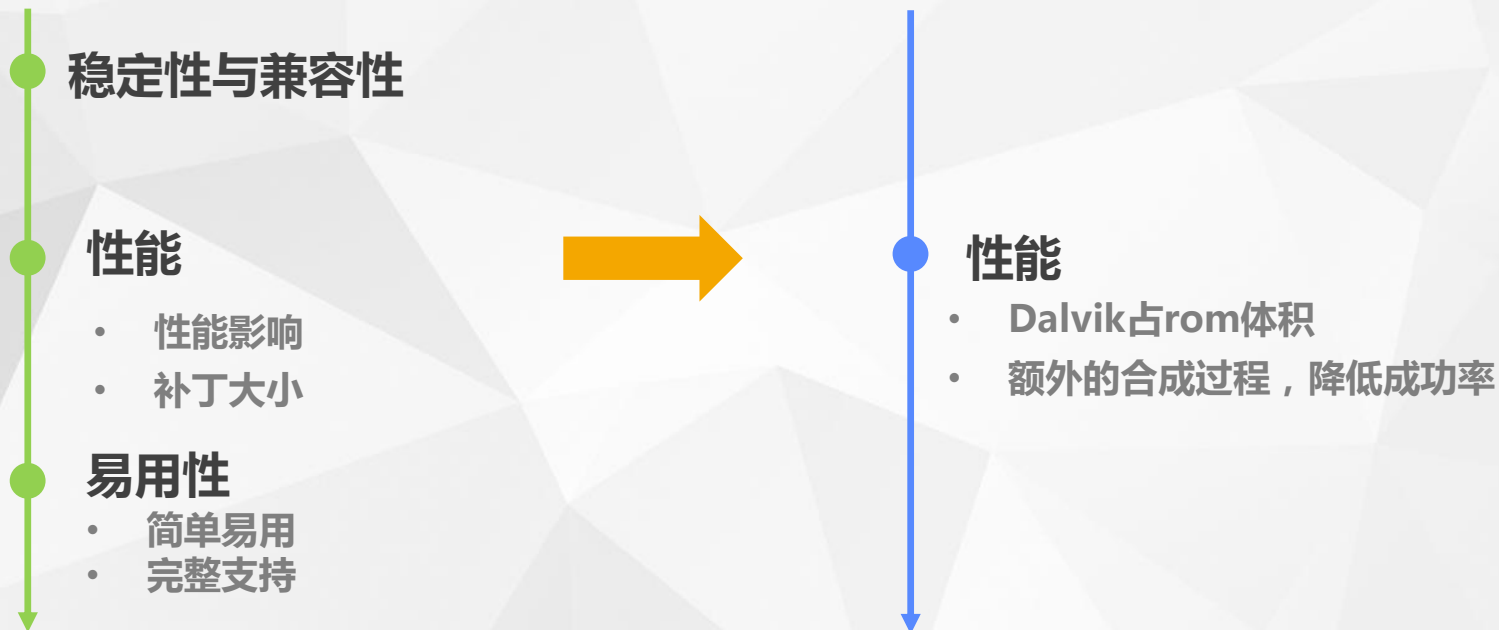 稳定性与兼容性
性能
• 性能影响
• 补丁大小
易用性
• 简单易用
• 完整支持
性能
• Dalvik占rom体积
• 额外的合成过程，降低成功率